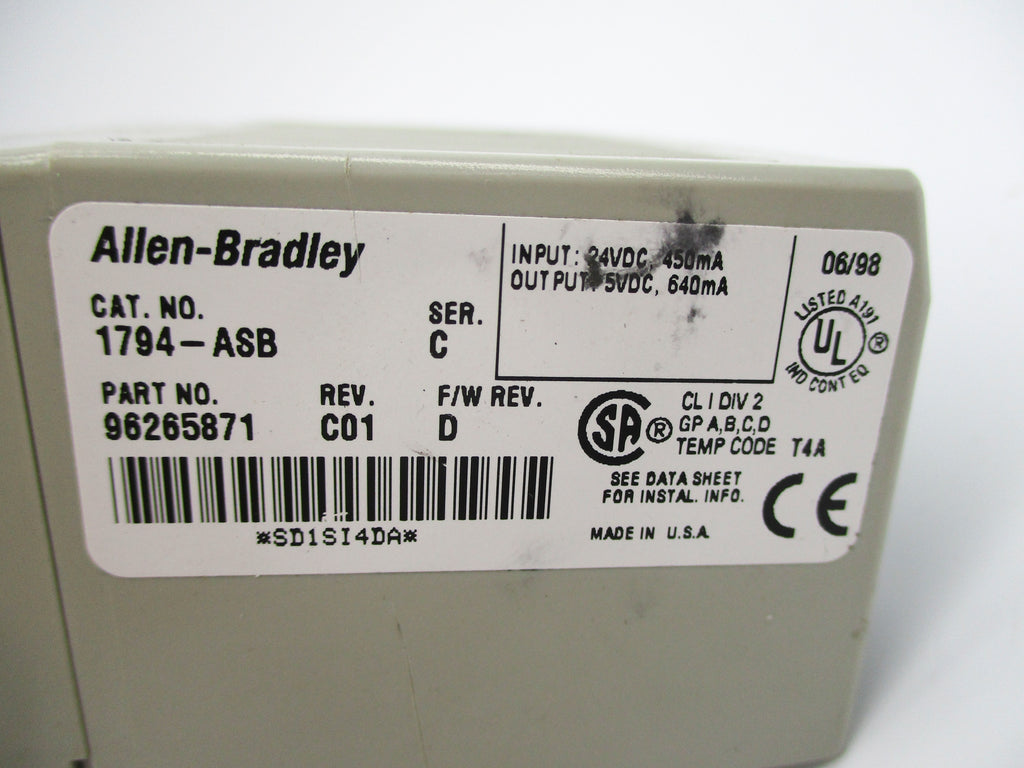 Allen-Bradley
CAT. NO.
1794-ASB
SER.
C
PART NO.
96265871
REV.
C01
F/W REV.
D
*SD1SI4DA*
INPUT: 24VDC, 450mA
OUTPUT: 5VDC, 640mA
06/98
LISTED A197
UL ®
IND CONT EQ
SA ®
CL I DIV 2
GP A,B,C,D
TEMP CODE T4A
SEE DATA SHEET
FOR INSTAL. INFO.
CE
MADE IN U.S.A.